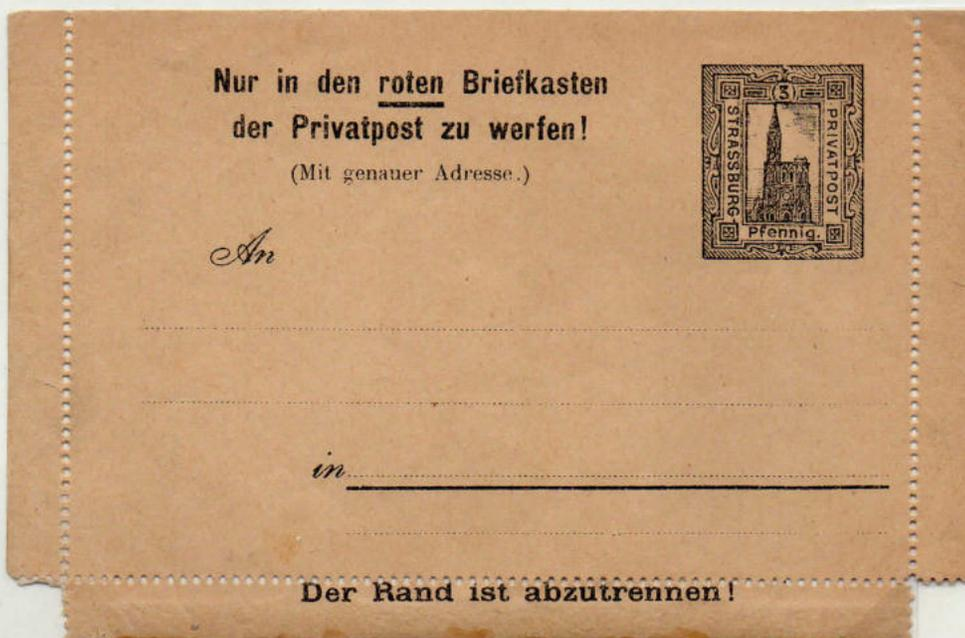 Nur in den roten Briefkasten
der Privatpost zu werfen!
(Mit genauer Adresse.)
3
STRASSBURG-
PRIVATPOST
Pfennig.
An
in
Der Rand ist abzutrennen!